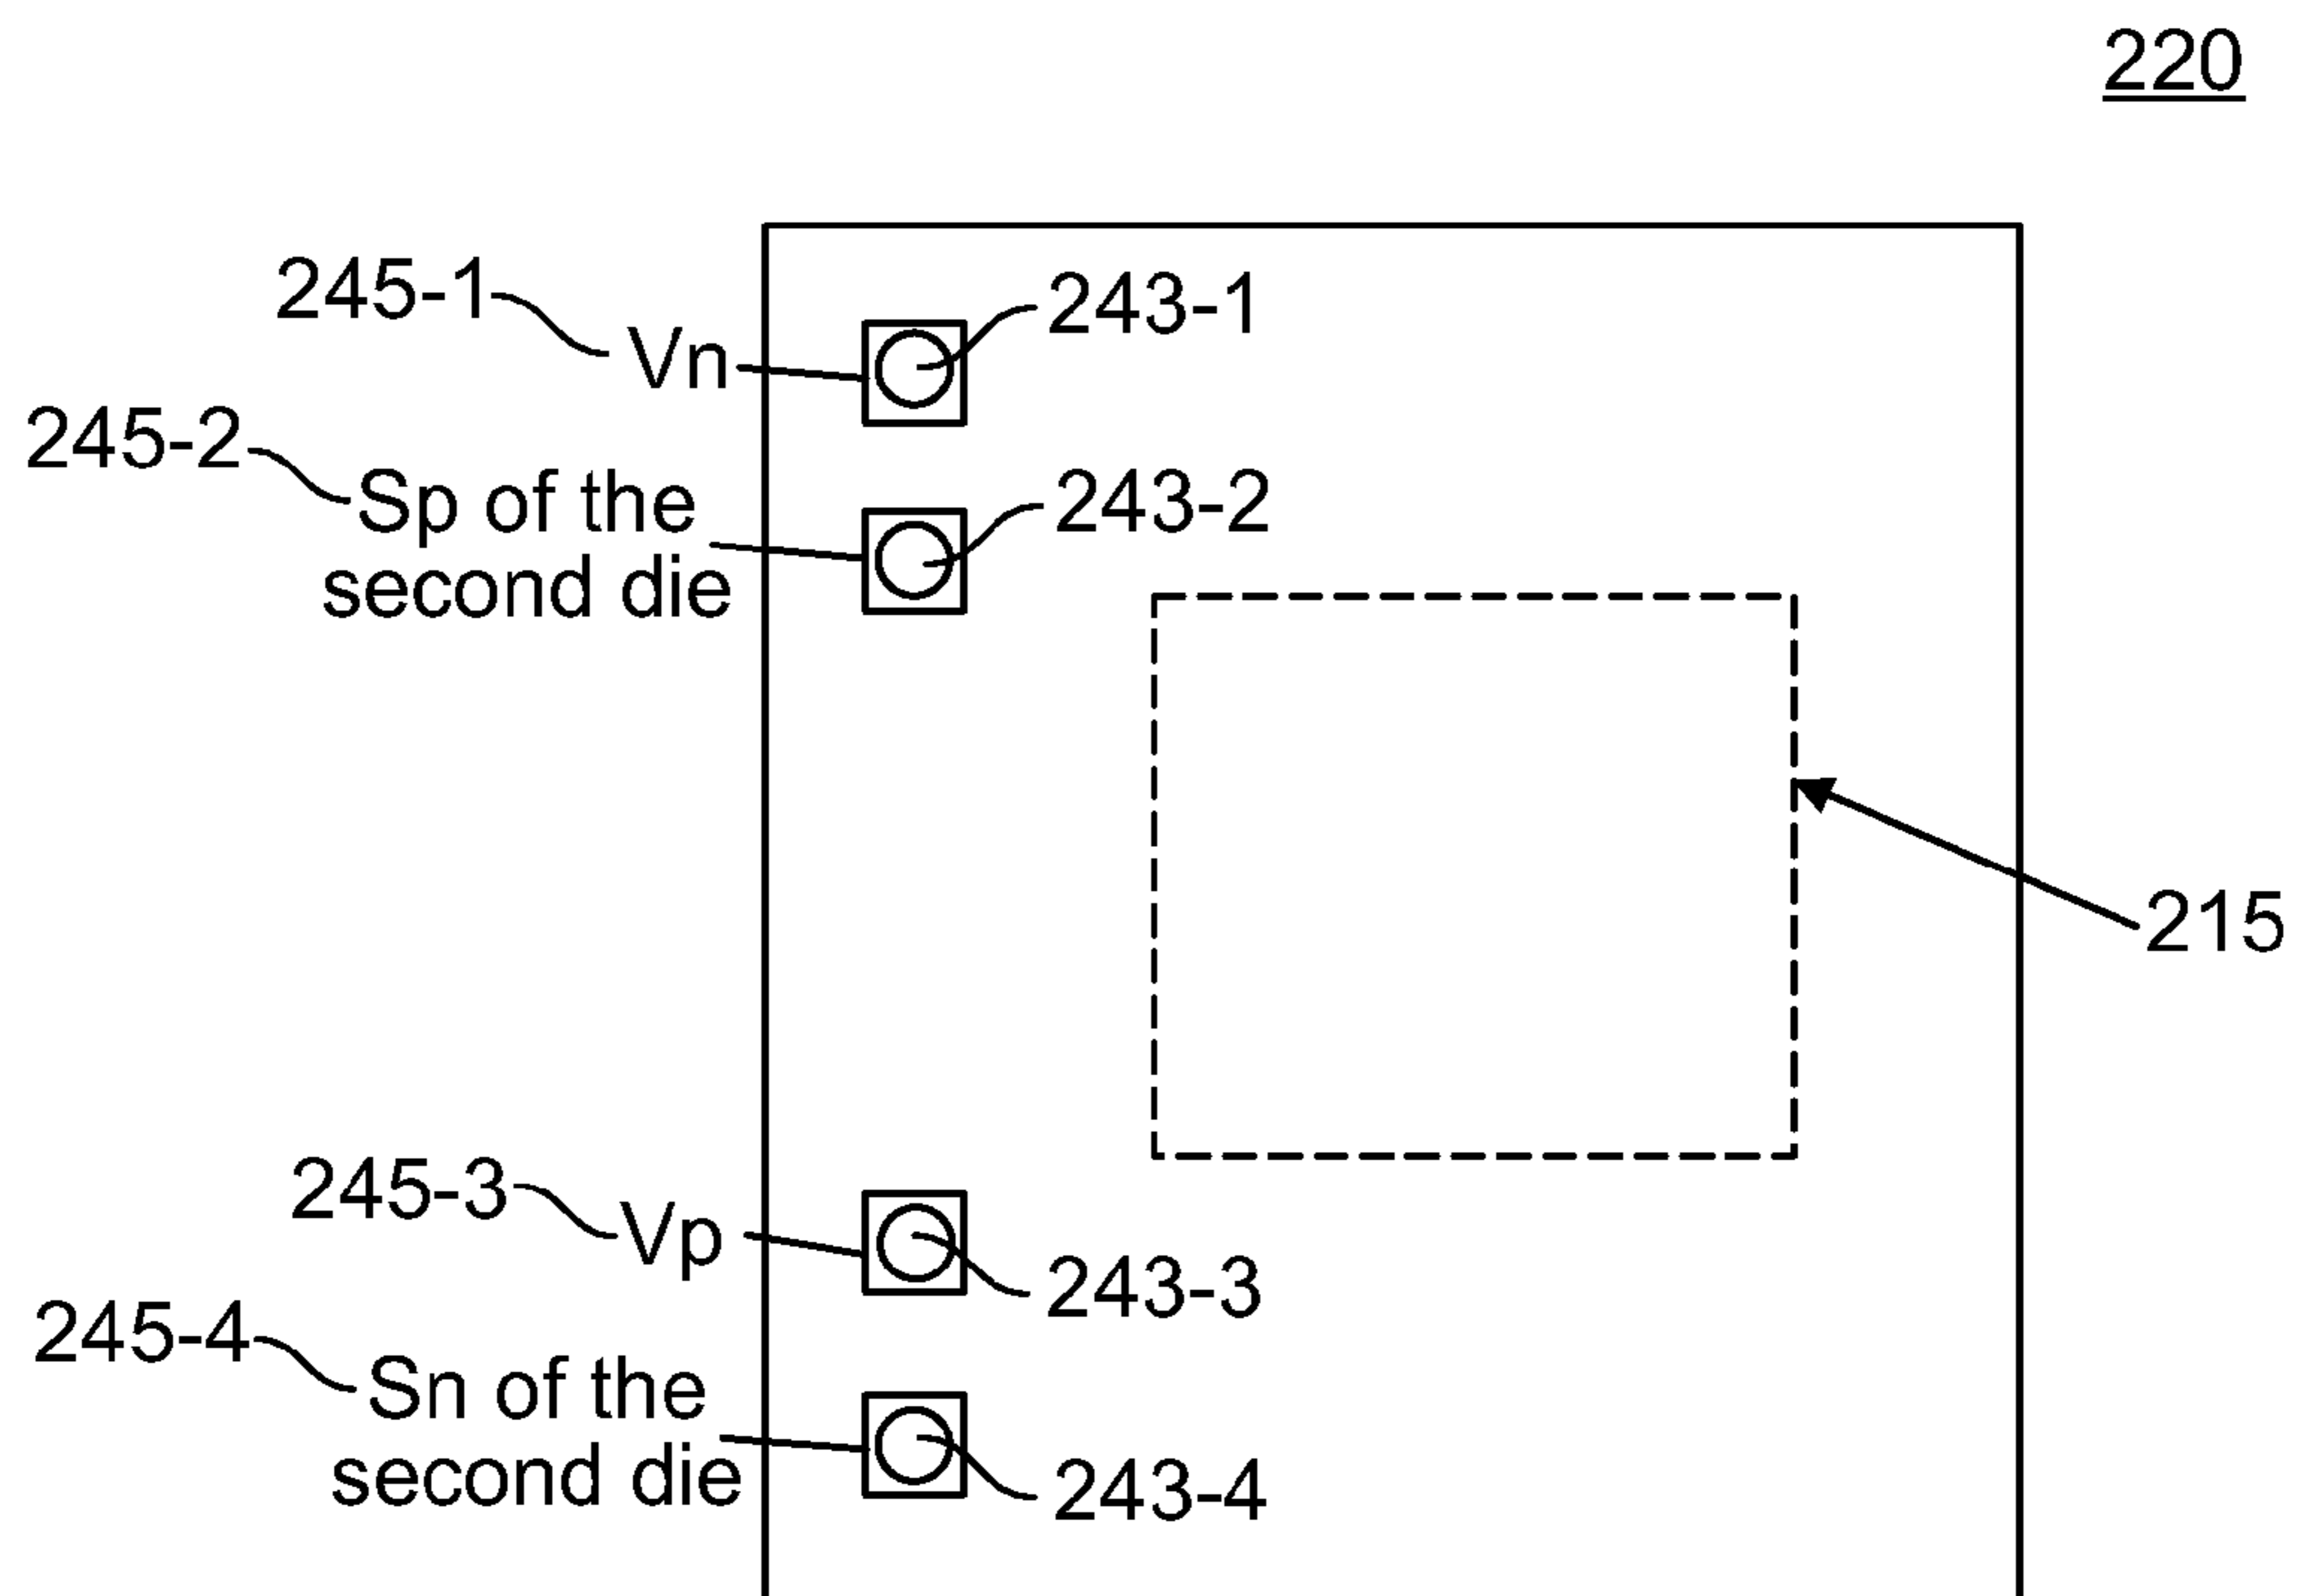 220
245-1
243-1
Vn
245-2
Sp of the
second die
243-2
215
245-3
Vp
243-3
245-4
Sn of the
second die
243-4